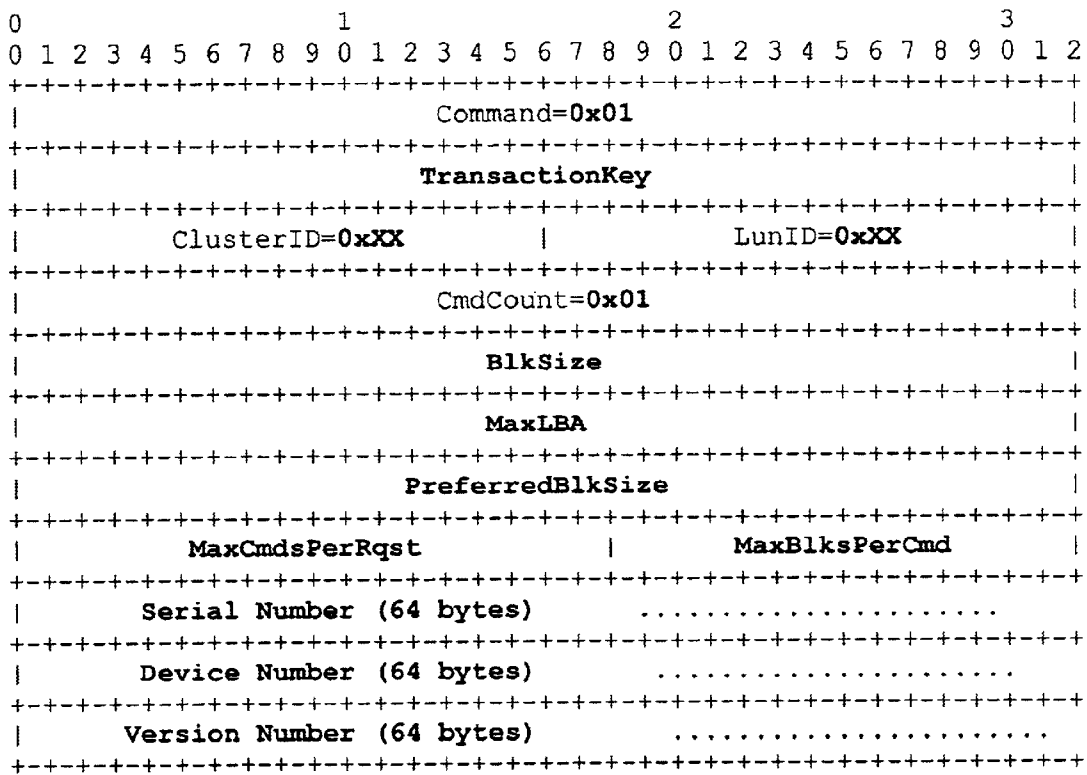 0                   1                   2                   3
0 1 2 3 4 5 6 7 8 9 0 1 2 3 4 5 6 7 8 9 0 1 2 3 4 5 6 7 8 9 0 1 2
+-+-+-+-+-+-+-+-+-+-+-+-+-+-+-+-+-+-+-+-+-+-+-+-+-+-+-+-+-+-+-+-+
| Command=0x01 |
+-+-+-+-+-+-+-+-+-+-+-+-+-+-+-+-+-+-+-+-+-+-+-+-+-+-+-+-+-+-+-+-+
| TransactionKey |
+-+-+-+-+-+-+-+-+-+-+-+-+-+-+-+-+-+-+-+-+-+-+-+-+-+-+-+-+-+-+-+-+
| ClusterID=0xXX | LunID=0xXX |
+-+-+-+-+-+-+-+-+-+-+-+-+-+-+-+-+-+-+-+-+-+-+-+-+-+-+-+-+-+-+-+-+
| CmdCount=0x01 |
+-+-+-+-+-+-+-+-+-+-+-+-+-+-+-+-+-+-+-+-+-+-+-+-+-+-+-+-+-+-+-+-+
| BlkSize |
+-+-+-+-+-+-+-+-+-+-+-+-+-+-+-+-+-+-+-+-+-+-+-+-+-+-+-+-+-+-+-+-+
| MaxLBA |
+-+-+-+-+-+-+-+-+-+-+-+-+-+-+-+-+-+-+-+-+-+-+-+-+-+-+-+-+-+-+-+-+
| PreferredBlkSize |
+-+-+-+-+-+-+-+-+-+-+-+-+-+-+-+-+-+-+-+-+-+-+-+-+-+-+-+-+-+-+-+-+
| MaxCmdsPerRqst | MaxBlksPerCmd |
+-+-+-+-+-+-+-+-+-+-+-+-+-+-+-+-+-+-+-+-+-+-+-+-+-+-+-+-+-+-+-+-+
| Serial Number (64 bytes) ......................
+-+-+-+-+-+-+-+-+-+-+-+-+-+-+-+-+-+-+-+-+-+-+-+-+-+-+-+-+-+-+-+-+
| Device Number (64 bytes) ......................
+-+-+-+-+-+-+-+-+-+-+-+-+-+-+-+-+-+-+-+-+-+-+-+-+-+-+-+-+-+-+-+-+
| Version Number (64 bytes) .......................
+-+-+-+-+-+-+-+-+-+-+-+-+-+-+-+-+-+-+-+-+-+-+-+-+-+-+-+-+-+-+-+-+